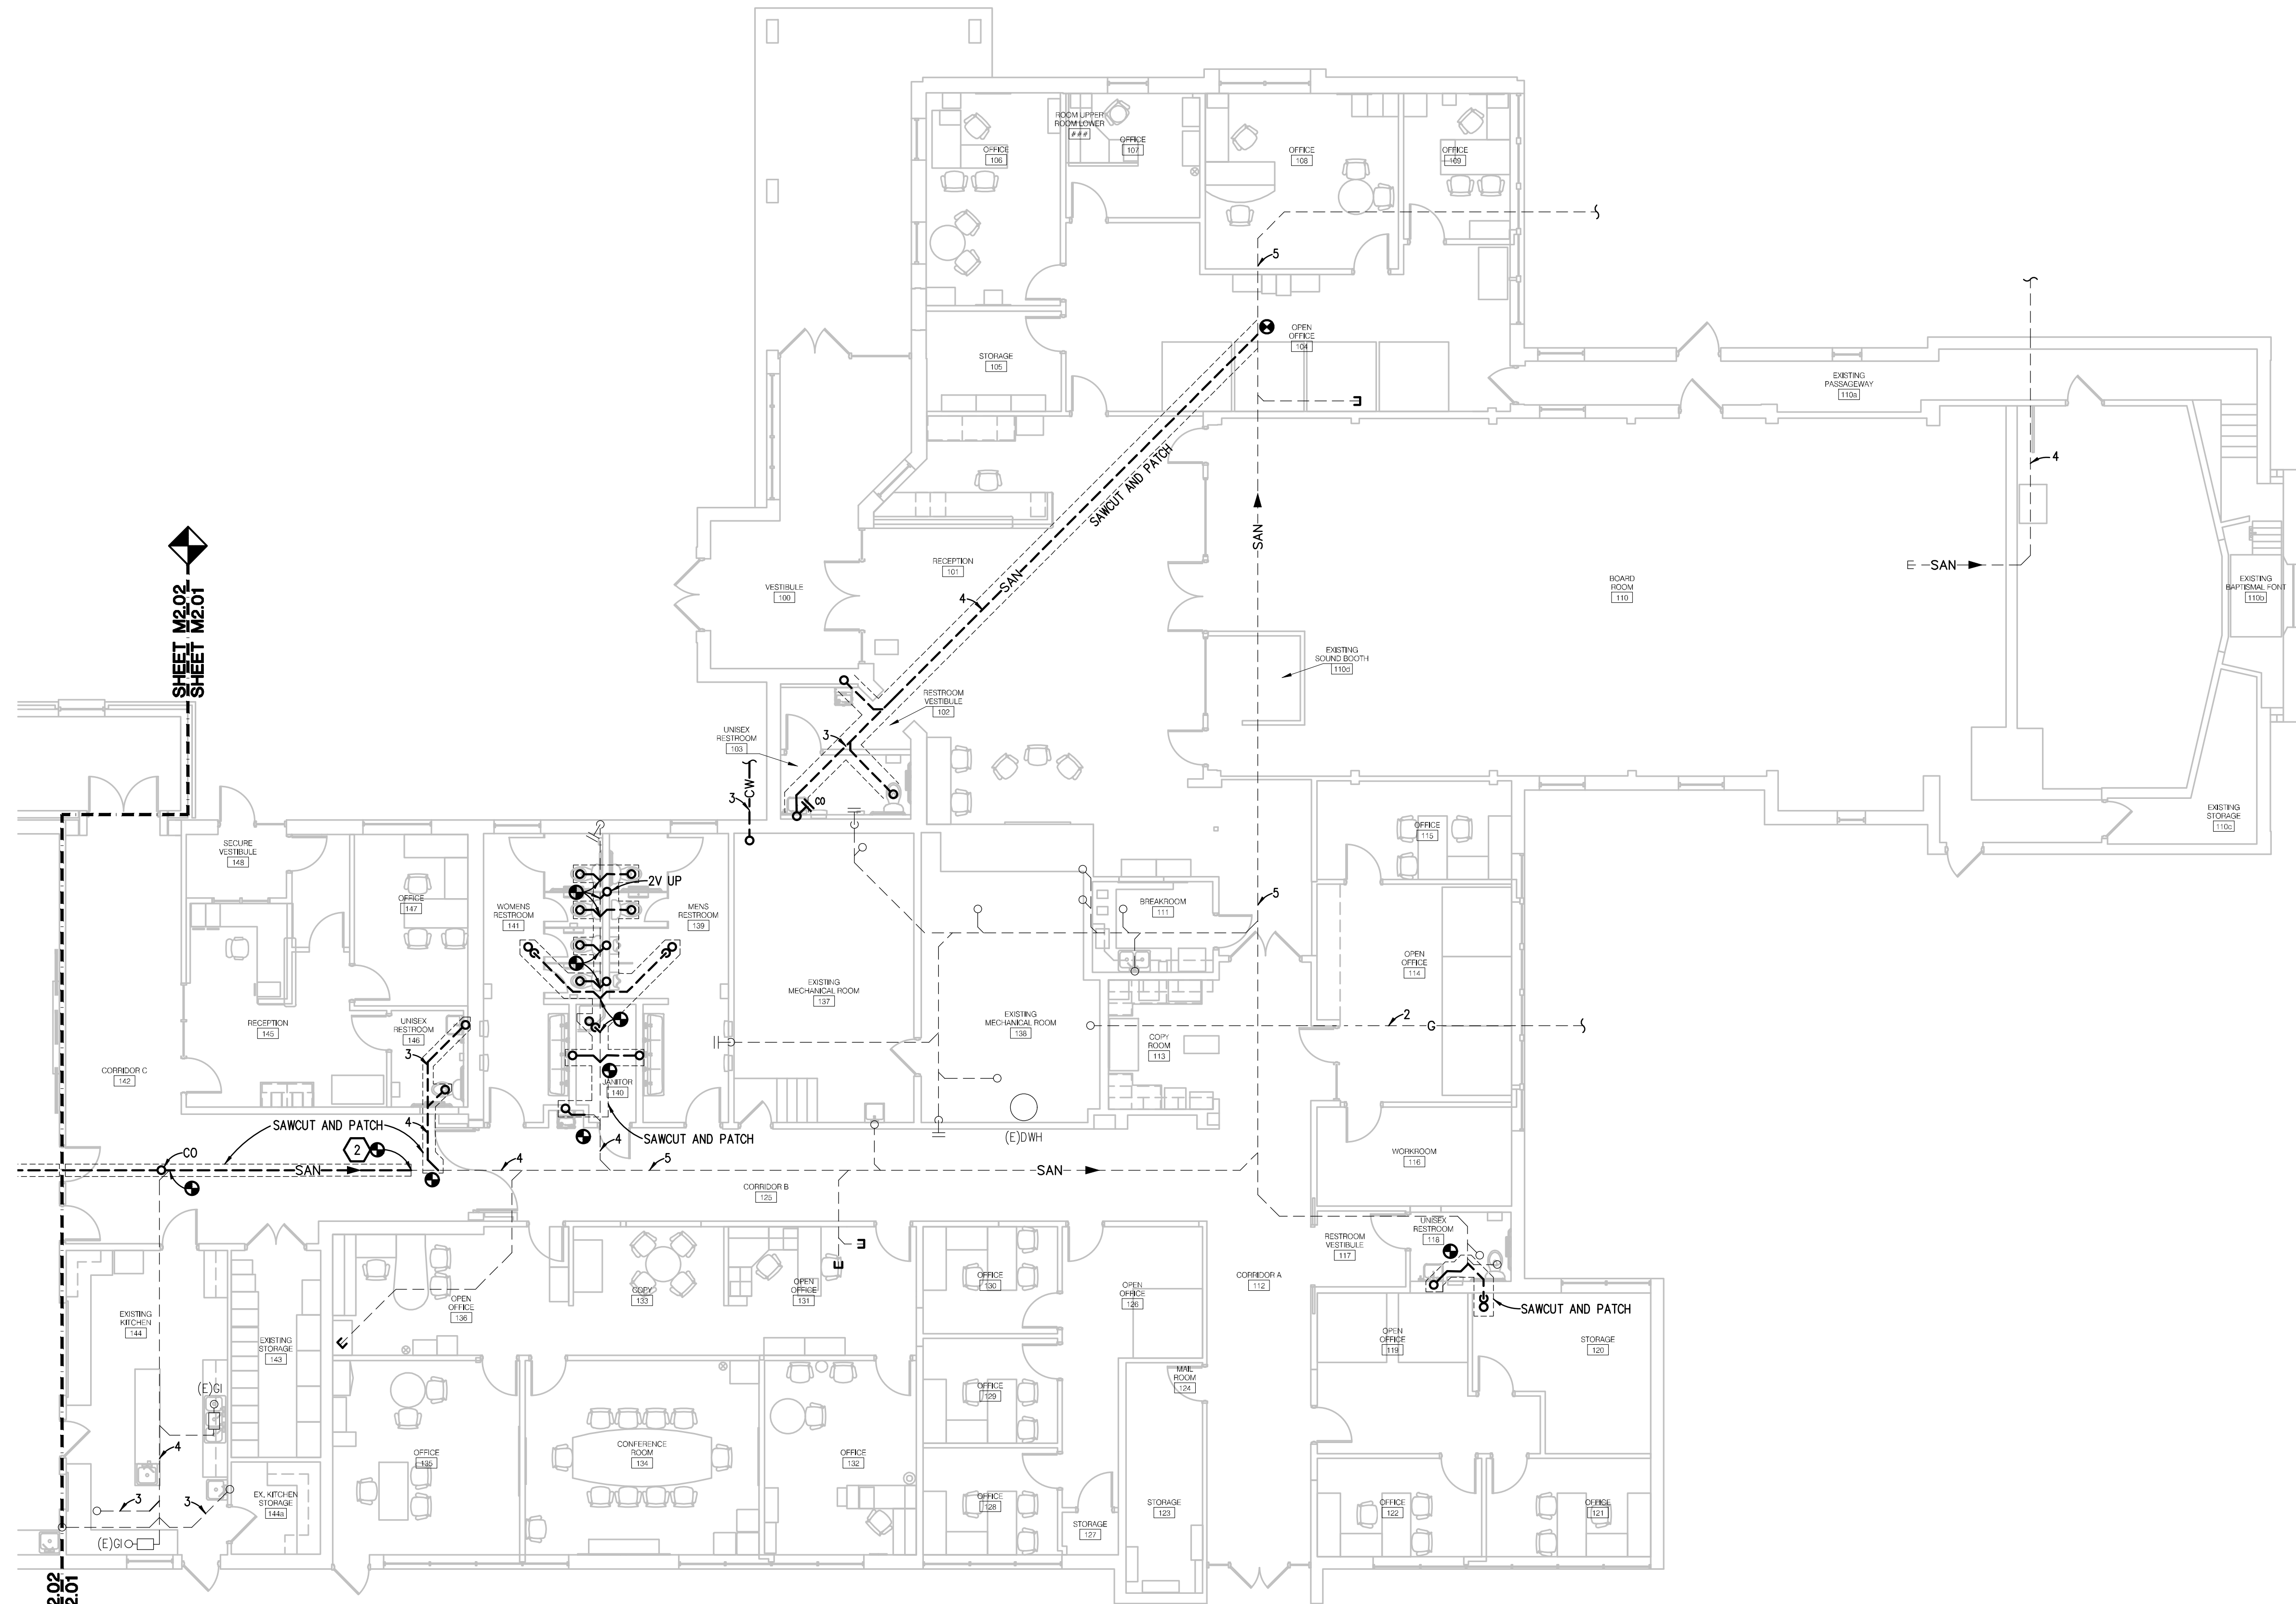 ROOM UPPER
ROOM LOWER
###
OFFICE
106
OFFICE
107
OFFICE
108
OFFICE
109
5
OPEN
OFFICE
104
STORAGE
105
EXISTING
PASSAGEWAY
110a
SAWCUT AND PATCH
4
SAN
E
SAN
SHEET M2.02
SHEET M2.01
VESTIBULE
100
RECEPTION
101
4
SAN
BOARD
ROOM
110
E
SAN
EXISTING
BAPTISMAL FONT
110b
EXISTING
SOUND BOOTH
110d
RESTROOM
VESTIBULE
102
UNISEX
RESTROOM
103
3
CW
3
CO
EXISTING
STORAGE
110c
SECURE
VESTIBULE
148
OFFICE
115
OFFICE
147
2V UP
WOMENS
RESTROOM
141
MENS
RESTROOM
139
BREAKROOM
111
5
OPEN
OFFICE
114
EXISTING
MECHANICAL ROOM
137
EXISTING
MECHANICAL ROOM
138
2
G
COPY
ROOM
113
RECEPTION
145
UNISEX
RESTROOM
146
3
CORRIDOR C
142
JANITOR
140
(E)DWH
SAWCUT AND PATCH
4
2
CO
SAN
SAWCUT AND PATCH
4
4
5
SAN
WORKROOM
116
CORRIDOR B
125
UNISEX
RESTROOM
118
RESTROOM
VESTIBULE
117
CORRIDOR A
112
SAWCUT AND PATCH
E
E
E
EXISTING
KITCHEN
144
EXISTING
STORAGE
143
OPEN
OFFICE
136
COPY
133
OPEN
OFFICE
131
OFFICE
130
OPEN
OFFICE
126
OPEN
OFFICE
119
STORAGE
120
MAIL
ROOM
124
OFFICE
129
(E)GI
4
OFFICE
135
CONFERENCE
ROOM
134
OFFICE
132
3
3
EX. KITCHEN
STORAGE
144a
OFFICE
128
STORAGE
127
STORAGE
123
OFFICE
122
OFFICE
121
(E)GI
2.02
2.01